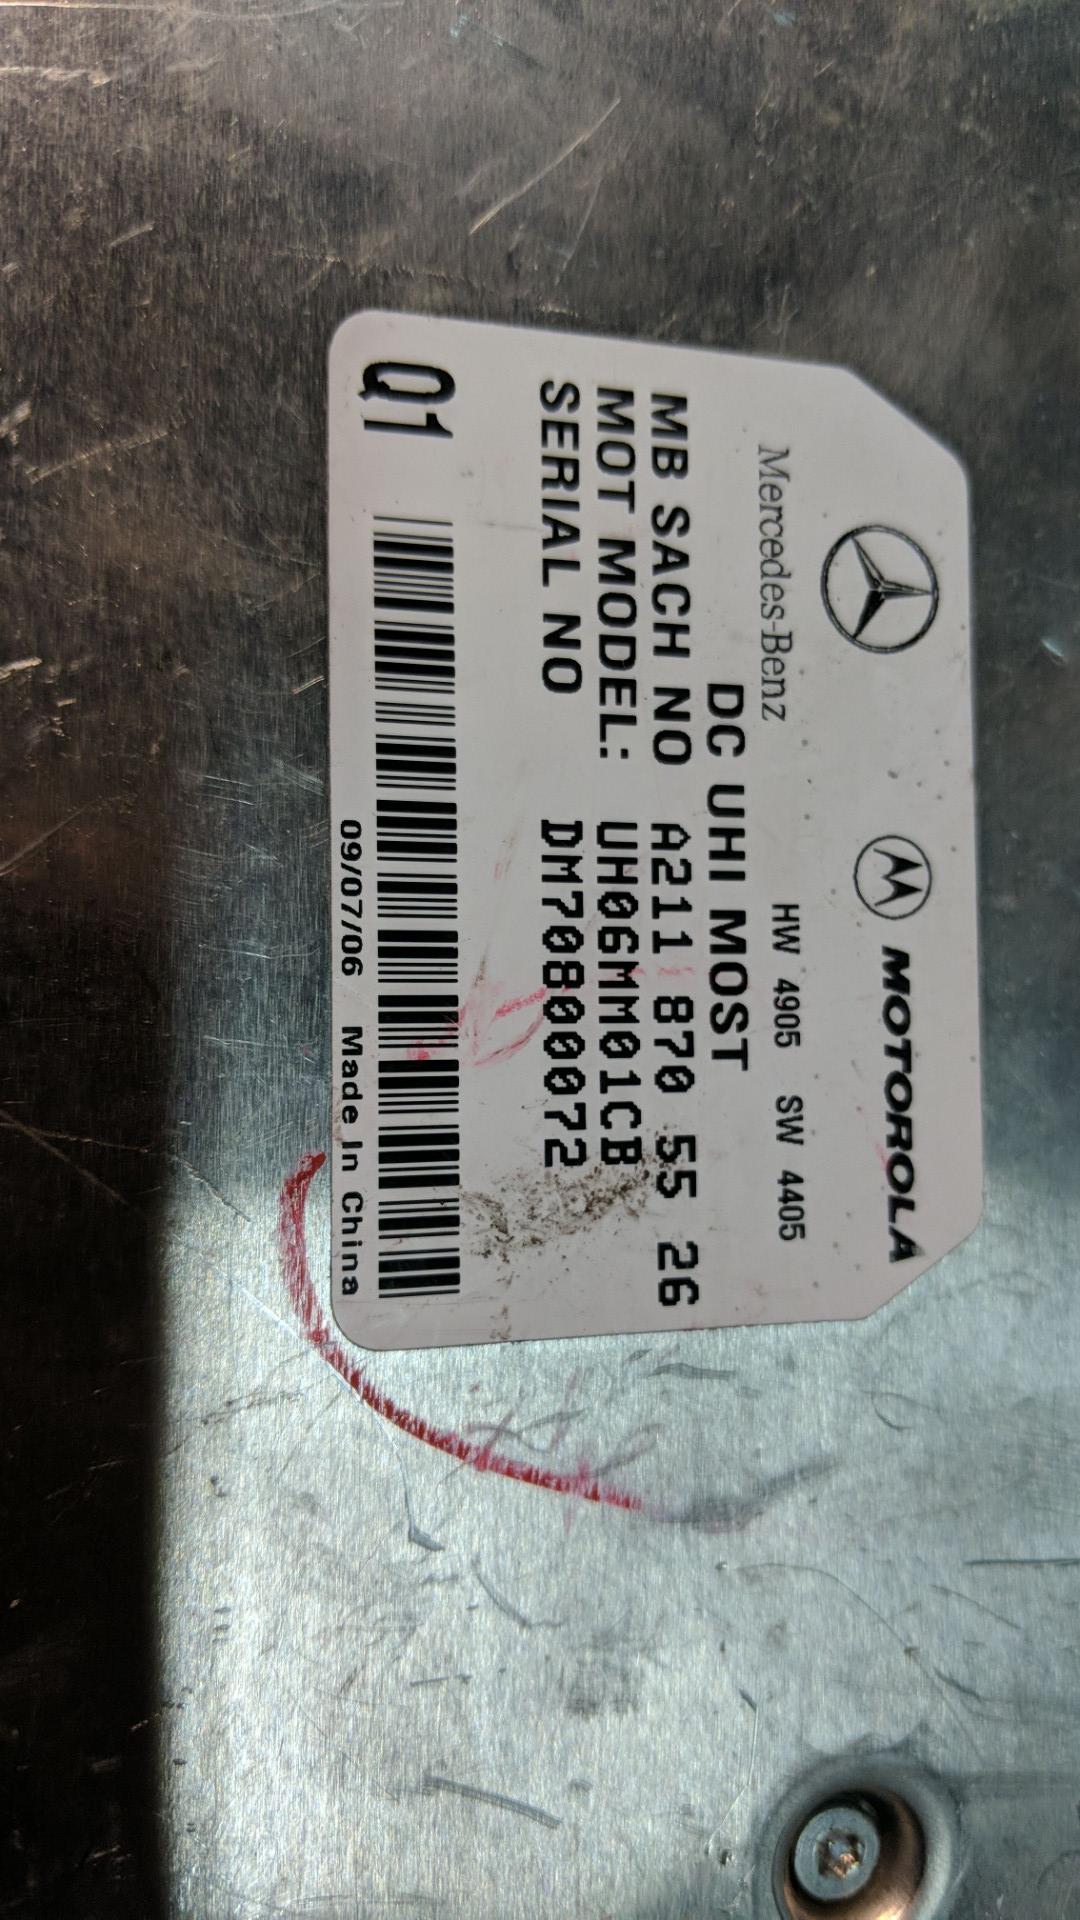 MOTOROLA
Mercedes-Benz
HW 4905 SW 4405
DC UHI MOST
MB SACH NO A211 870 55 26
MOT MODEL: UH06MM01CB
SERIAL NO DM70800072
Q1
09/07/06 Made In China